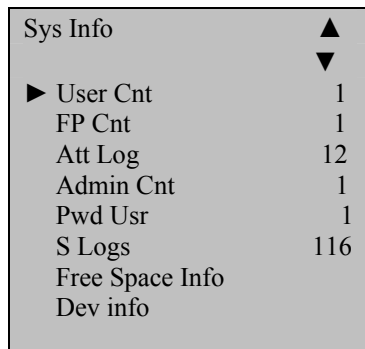 Sys Info ▲
▼
► User Cnt 1
FP Cnt 1
Att Log 12
Admin Cnt 1
Pwd Usr 1
S Logs 116
Free Space Info
Dev info